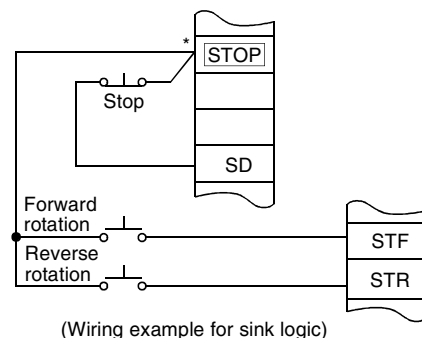 *
STOP
Stop
SD
Forward
rotation
STF
Reverse
rotation
STR
(Wiring example for sink logic)